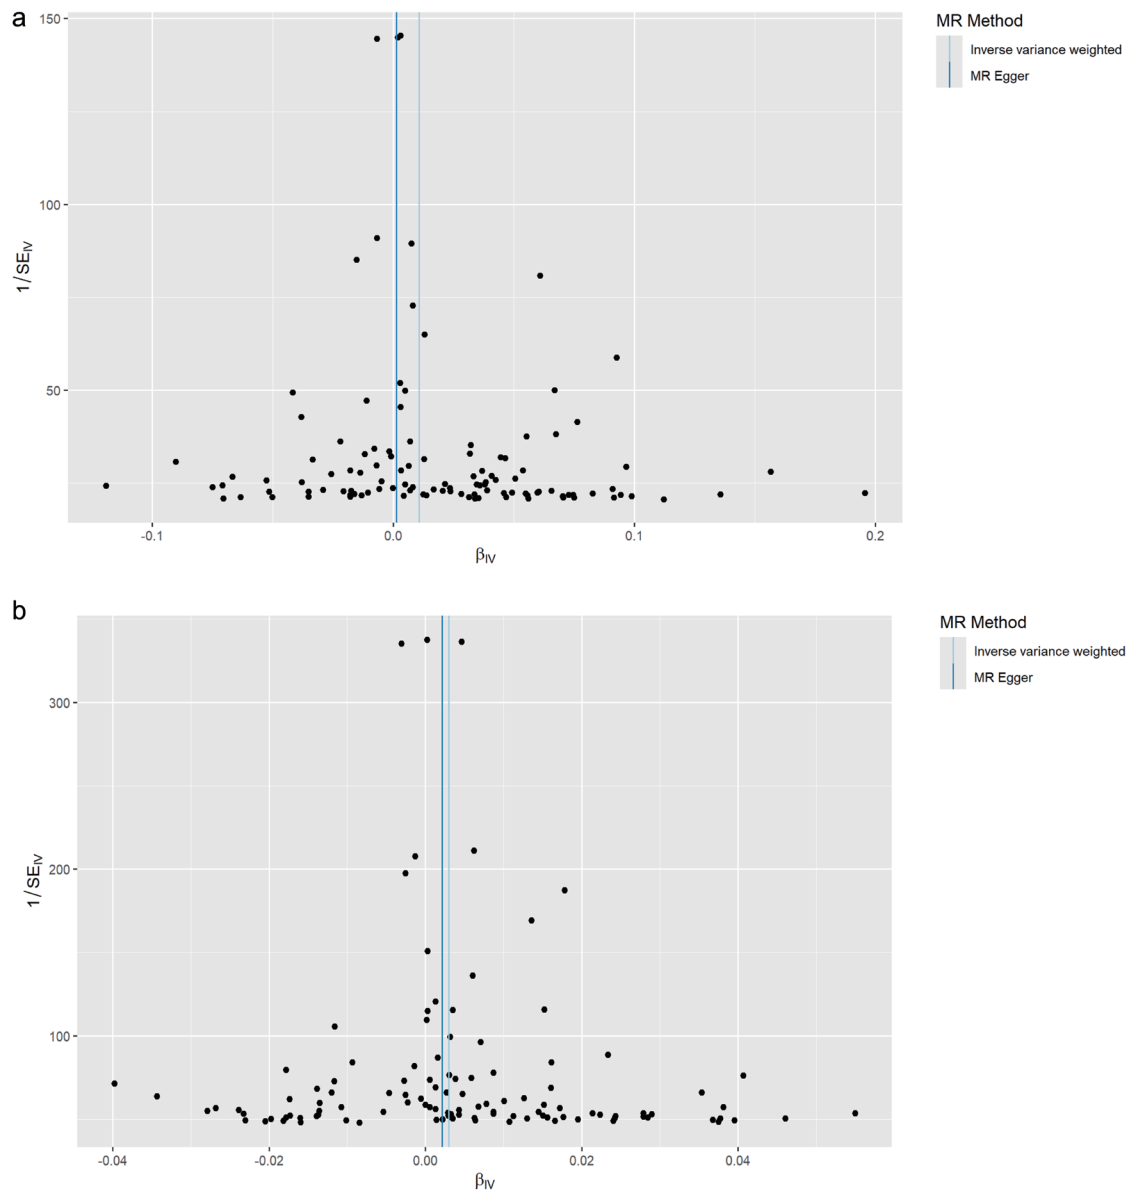 a
MR Method
Inverse variance weighted
MR Egger
150
100
50
1/SE_IV
-0.1
0.0
0.1
0.2
β_IV
b
MR Method
Inverse variance weighted
MR Egger
300
200
100
1/SE_IV
-0.04
-0.02
0.00
0.02
0.04
β_IV